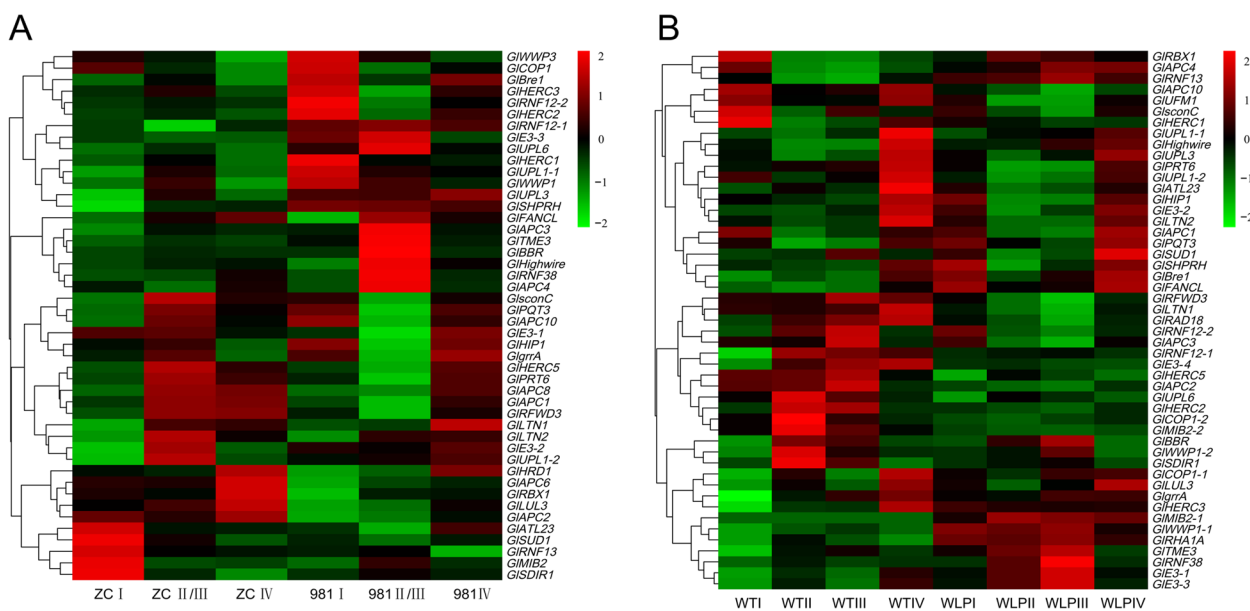 A
GlWWP3
GlCOP1
GlBre1
GlHERC3
GlRNF12-2
GlHERC2
GlRNF12-1
GlE3-3
GlUPL6
GlHERC1
GlUPL1-1
GlWWP1
GlUPL3
GlSHPRH
GlFANCL
GlAPC3
GlTME3
GlBBR
GlHighwire
GlRNF38
GlAPC4
GlsconC
GlPQT3
GlAPC10
GlE3-1
GlHIP1
GlgrrA
GlHERC5
GlPRT6
GlAPC8
GlAPC1
GlRFWD3
GlLTN1
GlLTN2
GlE3-2
GlUPL1-2
GlHRD1
GlAPC6
GlRBX1
GlLUL3
GlAPC2
GlATL23
GlSUD1
GlRNF13
GlMIB2
GlSDIR1
2
1
0
−1
−2
ZC Ⅰ ZC Ⅱ/Ⅲ ZC Ⅳ 981 Ⅰ 981 Ⅱ/Ⅲ 981Ⅳ
B
GlRBX1
GlAPC4
GlRNF13
GlAPC10
GlUFM1
GlsconC
GlHERC1
GlUPL1-1
GlHighwire
GlUPL3
GlPRT6
GlUPL1-2
GlATL23
GlHIP1
GlE3-2
GlLTN2
GlAPC1
GlPQT3
GlSUD1
GlSHPRH
GlBre1
GlFANCL
GlRFWD3
GlLTN1
GlRAD18
GlRNF12-2
GlAPC3
GlRNF12-1
GlE3-4
GlHERC5
GlAPC2
GlUPL6
GlHERC2
GlCOP1-2
GlMIB2-2
GlBBR
GlWWP1-2
GlSDIR1
GlCOP1-1
GlLUL3
GlgrrA
GlHERC3
GlMIB2-1
GlWWP1-1
GlRHA1A
GlTME3
GlRNF38
GlE3-1
GlE3-3
2
1
0
−1
−2
WTI WTII WTIII WTIV WLPI WLPII WLPIII WLPIV